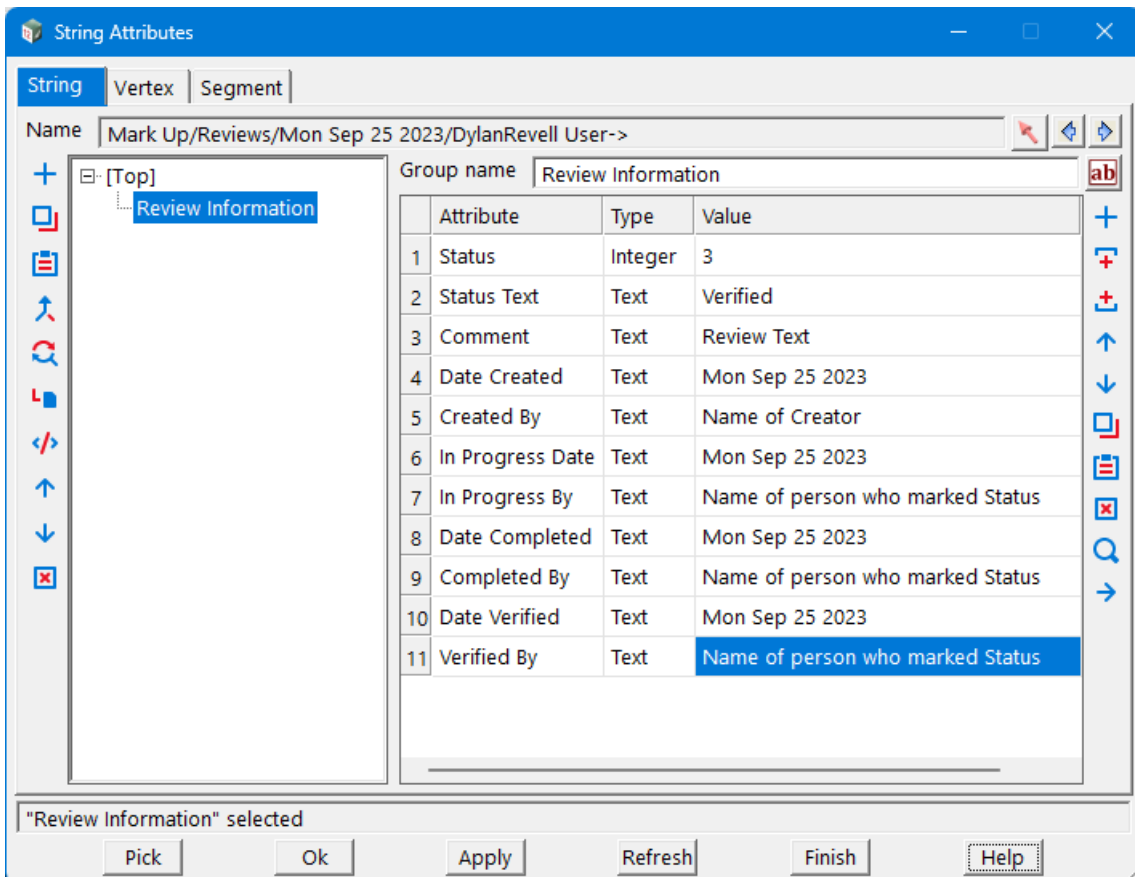 String Attributes
String Vertex Segment
Name Mark Up/Reviews/Mon Sep 25 2023/DylanRevell User->
[Top]
Review Information
Group name Review Information ab
Attribute Type Value
1 Status Integer 3
2 Status Text Text Verified
3 Comment Text Review Text
4 Date Created Text Mon Sep 25 2023
5 Created By Text Name of Creator
6 In Progress Date Text Mon Sep 25 2023
7 In Progress By Text Name of person who marked Status
8 Date Completed Text Mon Sep 25 2023
9 Completed By Text Name of person who marked Status
10 Date Verified Text Mon Sep 25 2023
11 Verified By Text Name of person who marked Status
"Review Information" selected
Pick Ok Apply Refresh Finish Help